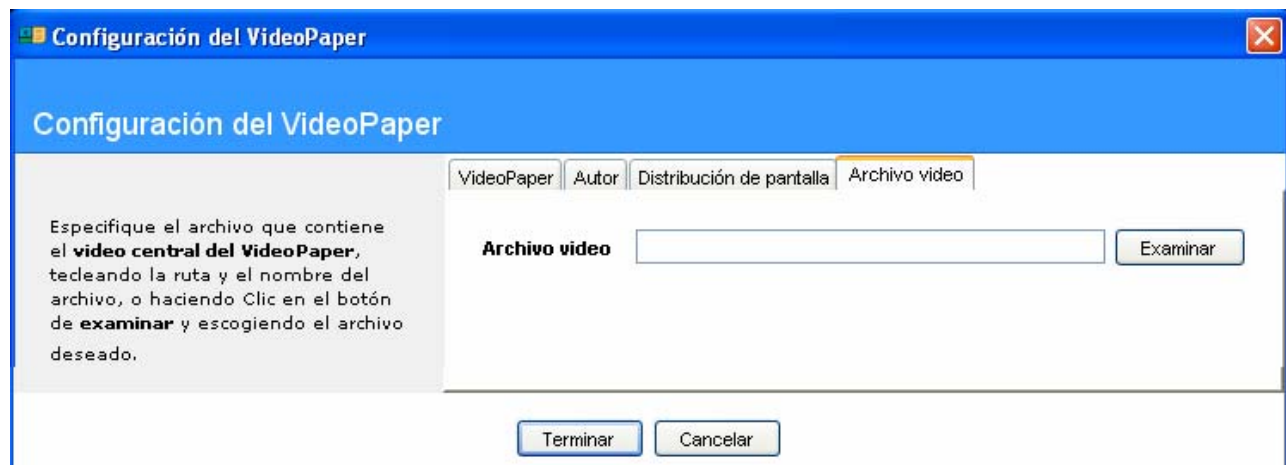 Configuración del VideoPaper
Configuración del VideoPaper
VideoPaper Autor Distribución de pantalla Archivo video
Especifique el archivo que contiene
el video central del VideoPaper,
tecleando la ruta y el nombre del
archivo, o haciendo Clic en el botón
de examinar y escogiendo el archivo
deseado.
Archivo video Examinar
Terminar Cancelar